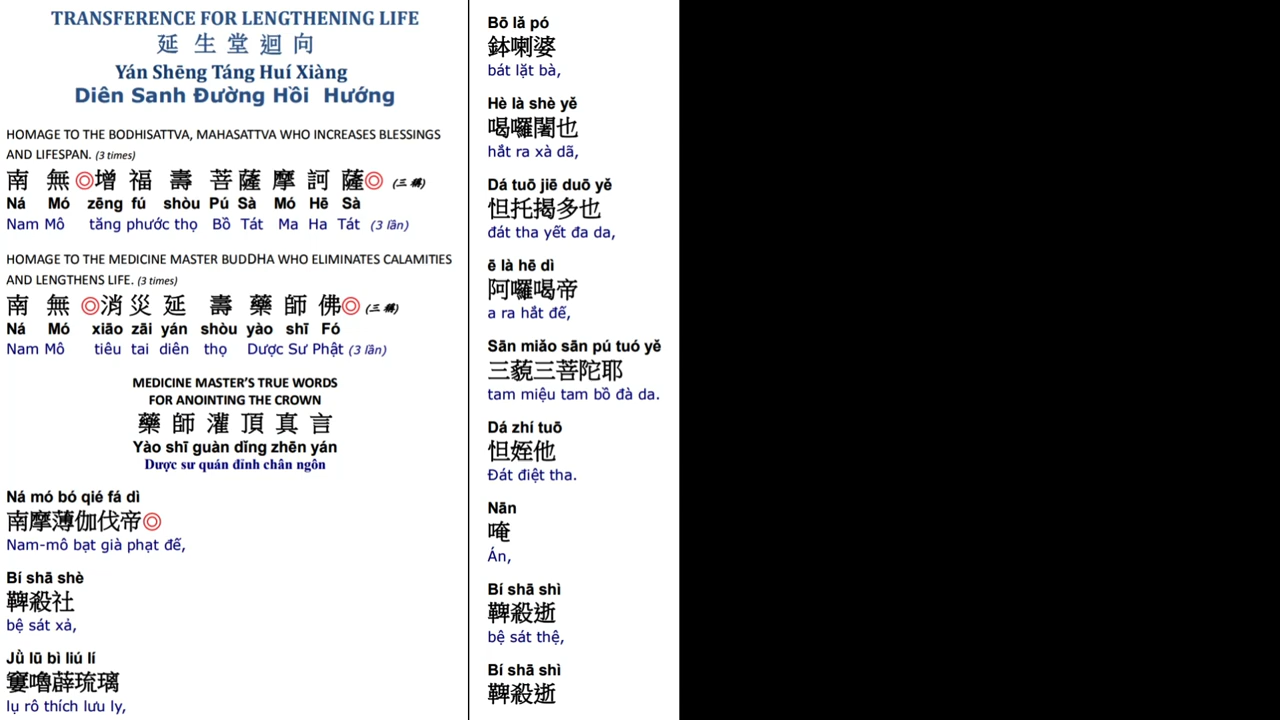 TRANSFERENCE FOR LENGTHENING LIFE
延 生 堂 迴 向
Yán Shēng Táng Huí Xiàng
Diên Sanh Đường Hồi Hướng
HOMAGE TO THE BODHISATTVA, MAHASATTVA WHO INCREASES BLESSINGS
AND LIFESPAN. (3 times)
南 無 ◎增 福 壽 菩 薩 摩 訶 薩◎ (三 稱)
Ná Mó zēng fú shòu Pú Sà Mó Hē Sà
Nam Mô tăng phước thọ Bồ Tát Ma Ha Tát (3 lần)
HOMAGE TO THE MEDICINE MASTER BUDDHA WHO ELIMINATES CALAMITIES
AND LENGTHENS LIFE. (3 times)
南 無 ◎消 災 延 壽 藥 師 佛◎ (三 稱)
Ná Mó xiāo zāi yán shòu yào shī Fó
Nam Mô tiêu tai diên thọ Dược Sư Phật (3 lần)
MEDICINE MASTER'S TRUE WORDS
FOR ANOINTING THE CROWN
藥 師 灌 頂 真 言
Yào shī guàn dǐng zhēn yán
Dược sư quán đỉnh chân ngôn
Ná mó bó qié fá dì
南摩薄伽伐帝◎
Nam-mô bạt già phạt đế,
Bí shā shè
鞞殺社
bệ sát xả,
Jǜ lū bì liú lí
窶嚕薜琉璃
lụ rô thích lưu ly,
Bō lǎ pó
鉢喇婆
bát lặt bà,
Hè là shè yě
喝囉闍也
hắt ra xà dã,
Dá tuō jiē duō yě
怛托揭多也
đát tha yết đa da,
ē là hē dì
阿囉喝帝
a ra hắt đế,
Sān miǎo sān pú tuó yě
三藐三菩陀耶
tam miệu tam bồ đà da.
Dá zhí tuō
怛姪他
Đát điệt tha.
Nān
唵
Án,
Bí shā shì
鞞殺逝
bệ sát thệ,
Bí shā shì
鞞殺逝